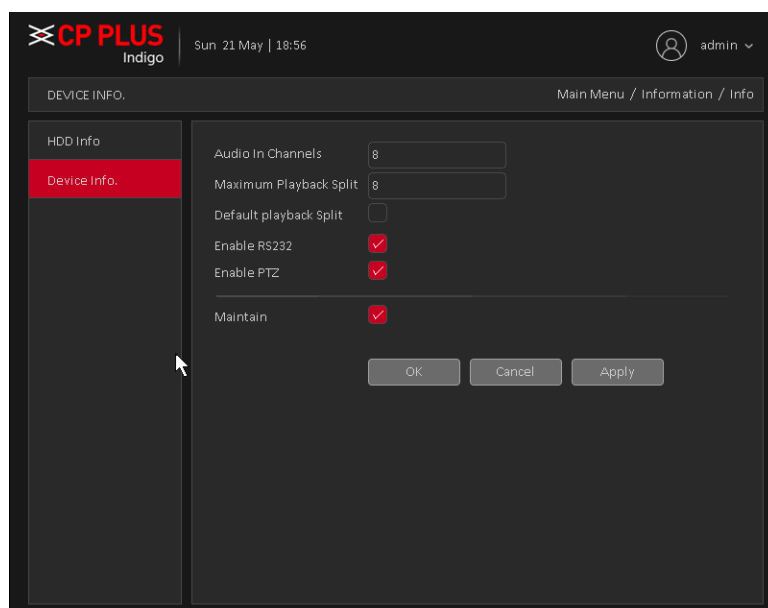 CP PLUS
Indigo
Sun 21 May | 18:56
admin
DEVICE INFO.
Main Menu / Information / Info
HDD Info
Device Info.
Audio In Channels 8
Maximum Playback Split 8
Default playback Split
Enable RS232
Enable PTZ
Maintain
OK Cancel Apply